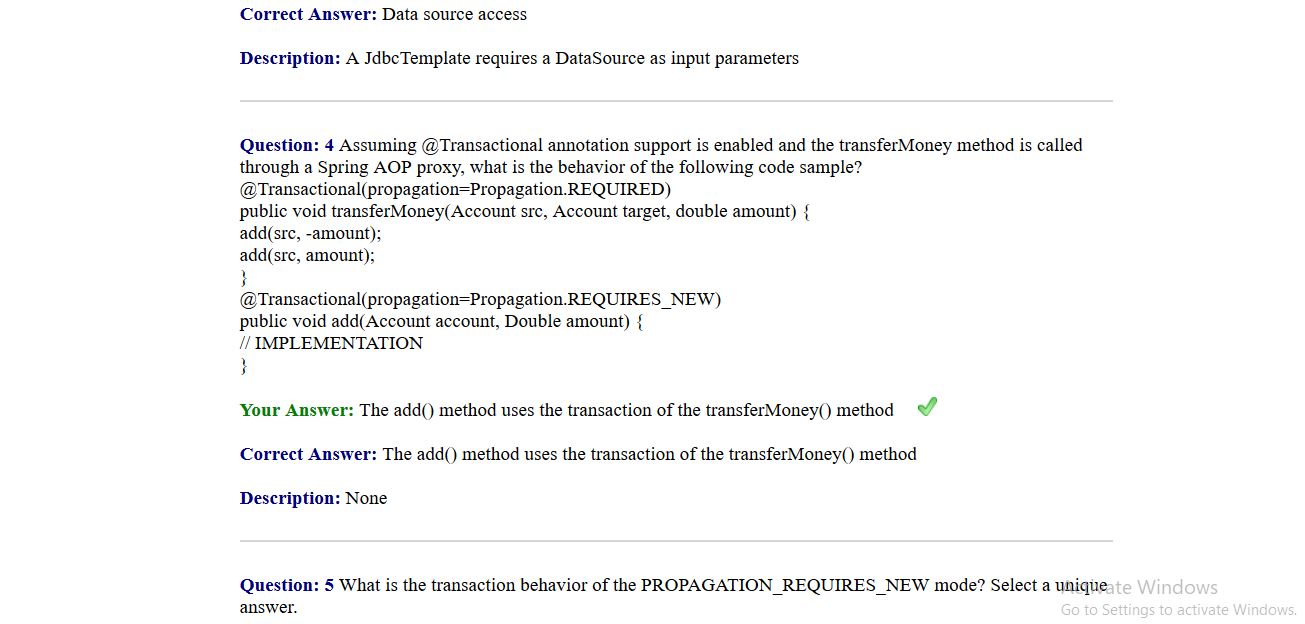 Correct Answer: Data source access
Description: A JdbcTemplate requires a DataSource as input parameters
Question: 4 Assuming @Transactional annotation support is enabled and the transferMoney method is called
through a Spring AOP proxy, what is the behavior of the following code sample?
@Transactional(propagation=Propagation.REQUIRED)
public void transferMoney(Account src, Account target, double amount) {
add(src, -amount);
add(src, amount);
}
@Transactional(propagation=Propagation.REQUIRES_NEW)
public void add(Account account, Double amount) {
// IMPLEMENTATION
}
Your Answer: The add() method uses the transaction of the transferMoney() method
Correct Answer: The add() method uses the transaction of the transferMoney() method
Description: None
Question: 5 What is the transaction behavior of the PROPAGATION_REQUIRES_NEW mode? Select a unique
answer.
Activate Windows
Go to Settings to activate Windows.